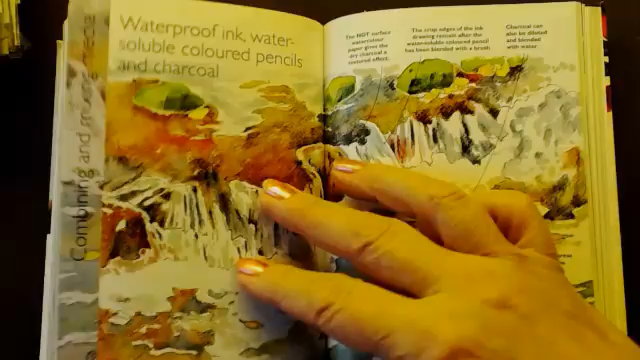 Waterproof ink, water-
soluble coloured pencils
and charcoal
The NOT surface
watercolour
paper gives the
dry charcoal a
textured effect.
The crisp edges of the ink
drawing remain after the
water-soluble coloured pencil
has been blended with a brush.
Charcoal can
also be diluted
and blended
with water
Combining and